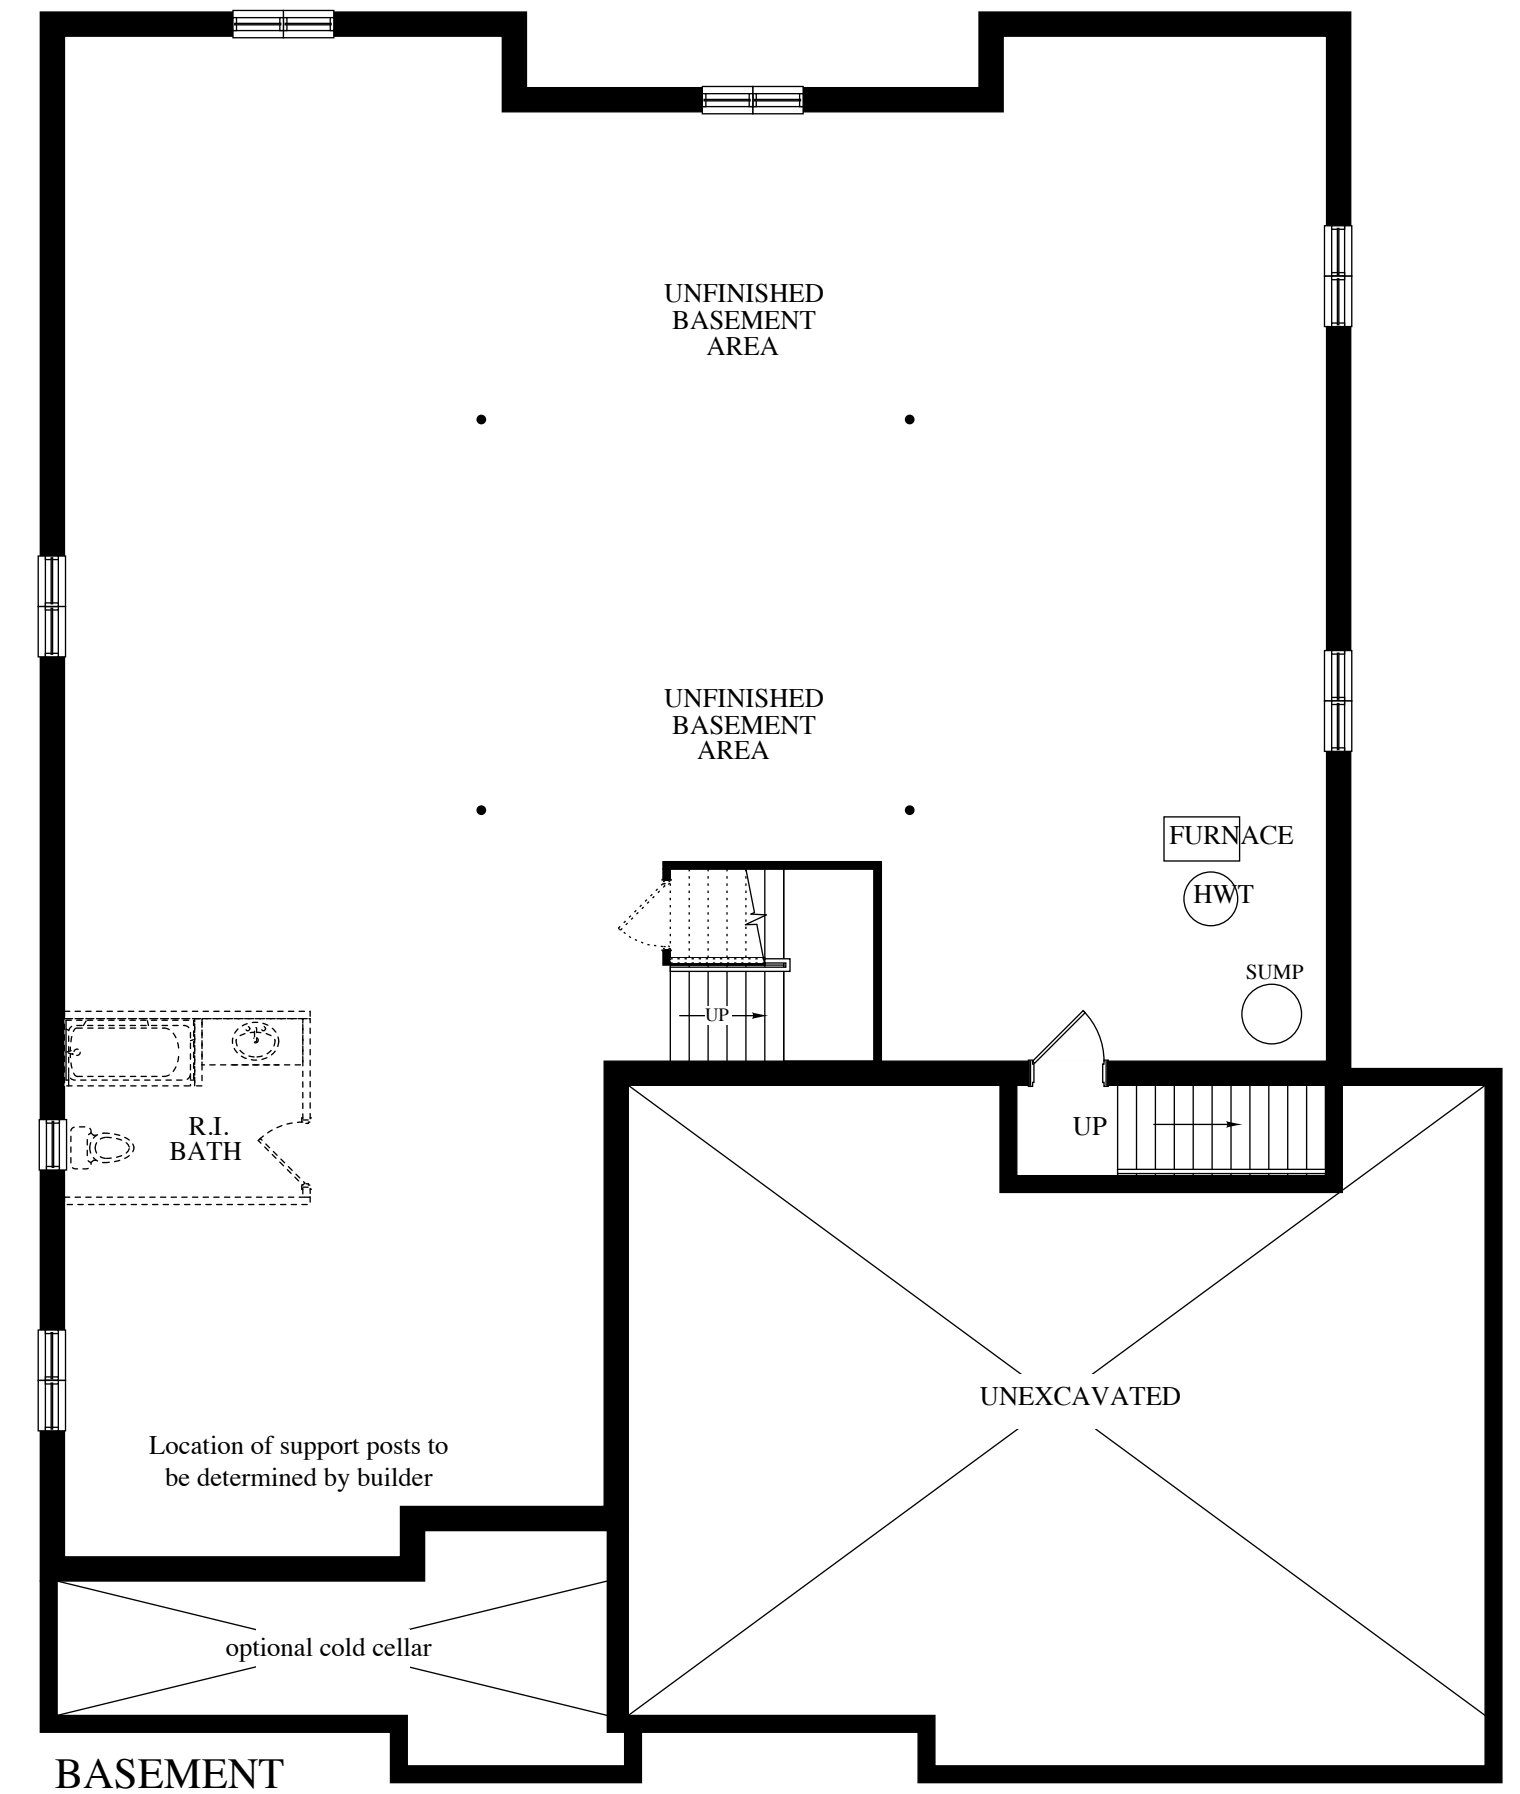 UNFINISHED
BASEMENT
AREA
UNFINISHED
BASEMENT
AREA
FURNACE
HWT
SUMP
UP
UP
R.I.
BATH
UNEXCAVATED
Location of support posts to
be determined by builder
optional cold cellar
BASEMENT